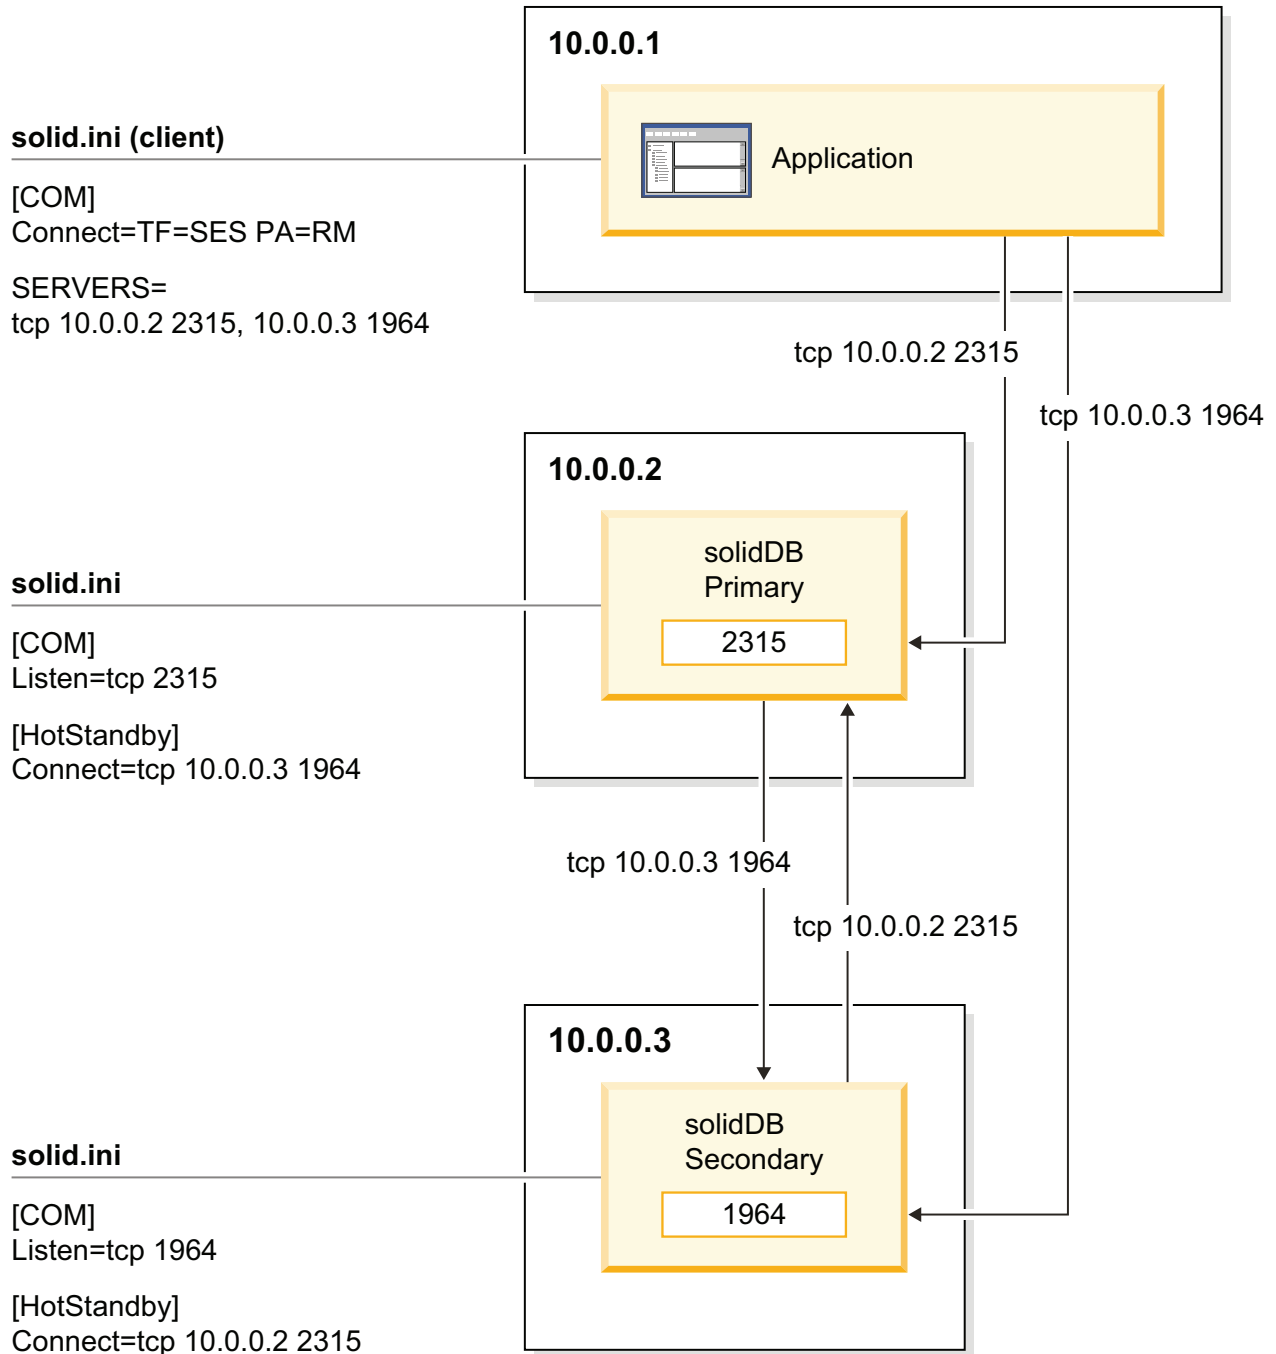 10.0.0.1
solid.ini (client)
Application
[COM]
Connect=TF=SES PA=RM
SERVERS=
tcp 10.0.0.2 2315, 10.0.0.3 1964
tcp 10.0.0.2 2315
tcp 10.0.0.3 1964
10.0.0.2
solidDB
Primary
2315
solid.ini
[COM]
Listen=tcp 2315
[HotStandby]
Connect=tcp 10.0.0.3 1964
tcp 10.0.0.3 1964
tcp 10.0.0.2 2315
10.0.0.3
solidDB
Secondary
1964
solid.ini
[COM]
Listen=tcp 1964
[HotStandby]
Connect=tcp 10.0.0.2 2315